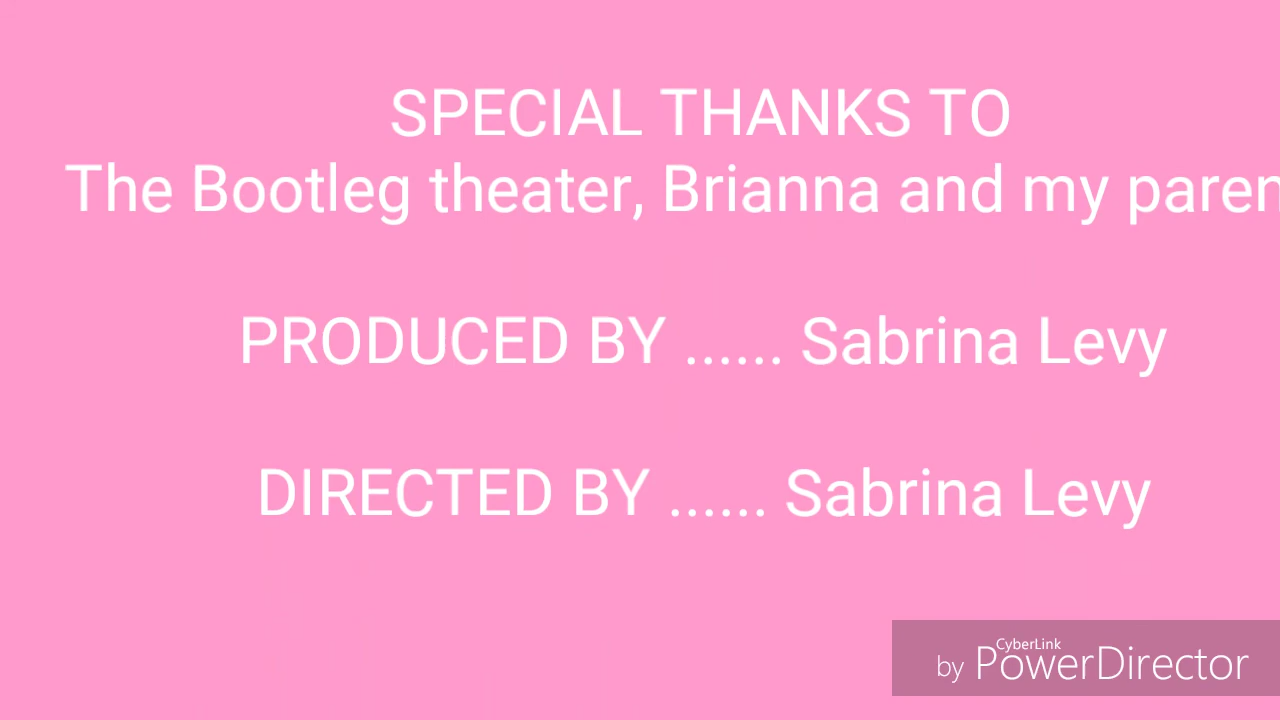 SPECIAL THANKS TO
The Bootleg theater, Brianna and my paren
PRODUCED BY ...... Sabrina Levy
DIRECTED BY ...... Sabrina Levy
by CyberLink PowerDirector